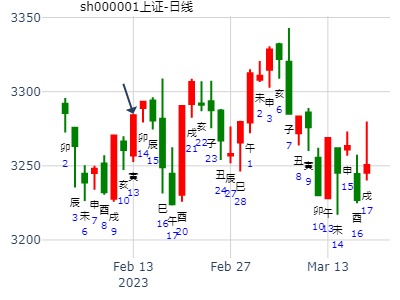 sh000001上证-日线
3350
3300
3250
3200
卯
2
辰
3
未
6
申
7
酉
8
戌
9
亥
10
寅
13
卯
14
辰
15
巳
16
午
17
酉
20
戌
21
亥
22
子
23
丑
24
辰
27
巳
28
午
1
未
2
申
3
亥
6
子
7
丑
8
寅
9
卯
10
午
13
未
14
申
15
酉
16
戌
17
Feb 13
2023
Feb 27
Mar 13